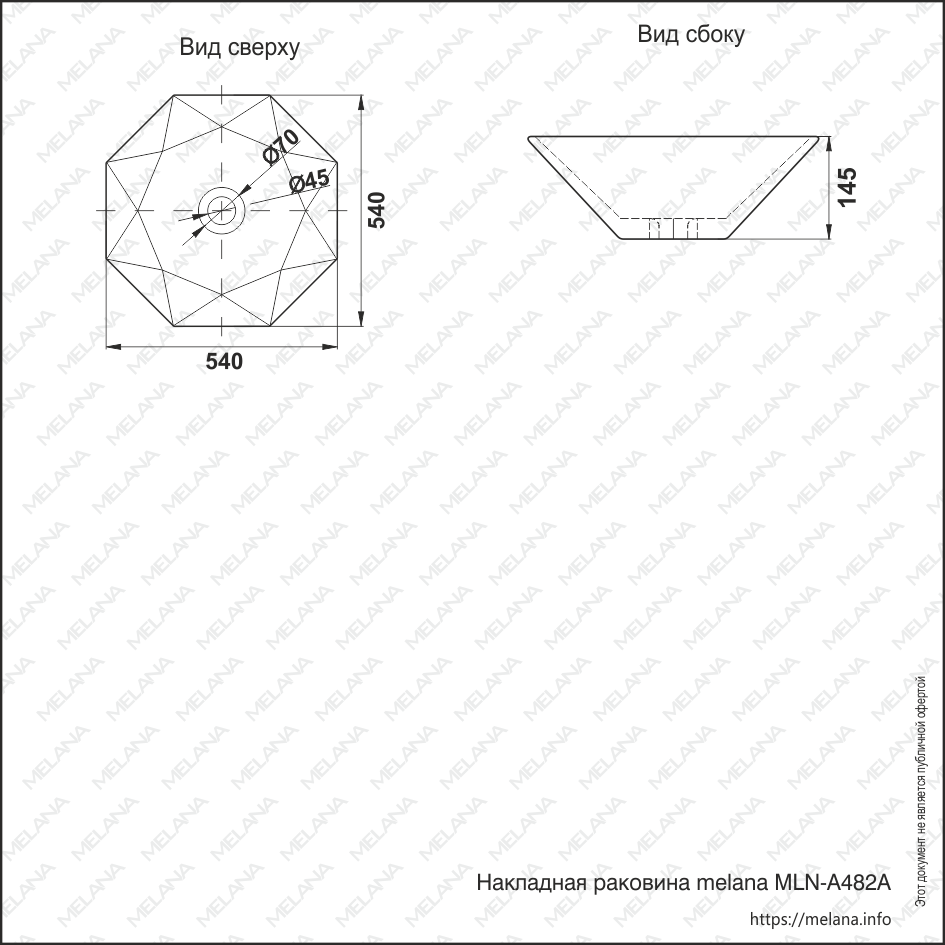 Вид сверху
Вид сбоку
Ø70
Ø45
540
540
145
Накладная раковина melana MLN-A482A
https://melana.info
Этот документ не является публичной офертой
MELANA